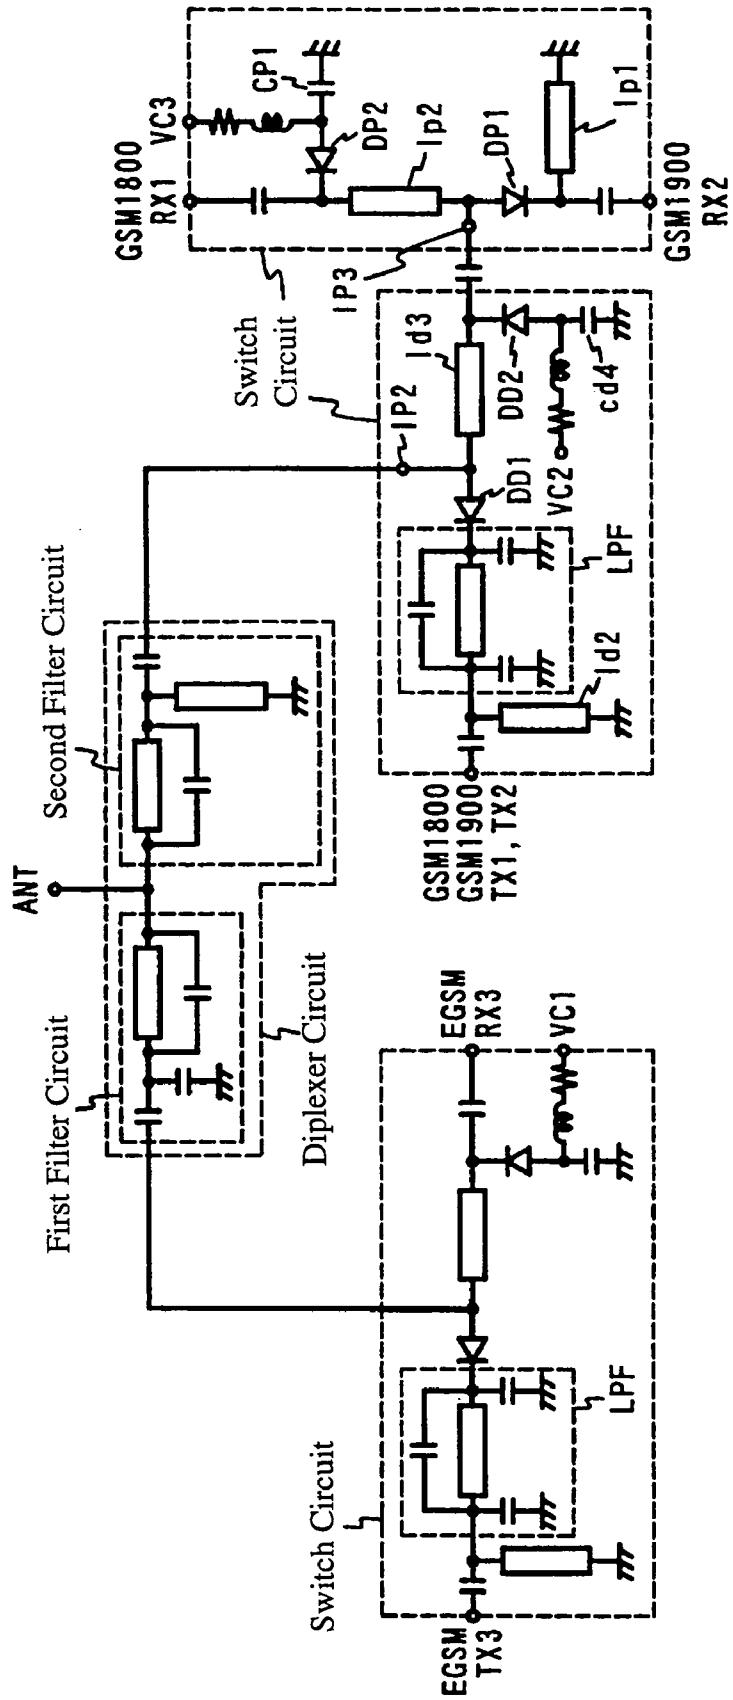 GSM1800
RX1
VC3
CP1
DP2
lp2
DP1
lp1
GSM1900
RX2
IP3
Switch
Circuit
ld3
DD2
cd4
VC2
IP2
DD1
LPF
ld2
GSM1800
GSM1900
TX1, TX2
Second Filter Circuit
ANT
First Filter Circuit
Diplexer Circuit
EGSM
RX3
VC1
LPF
Switch Circuit
EGSM
TX3